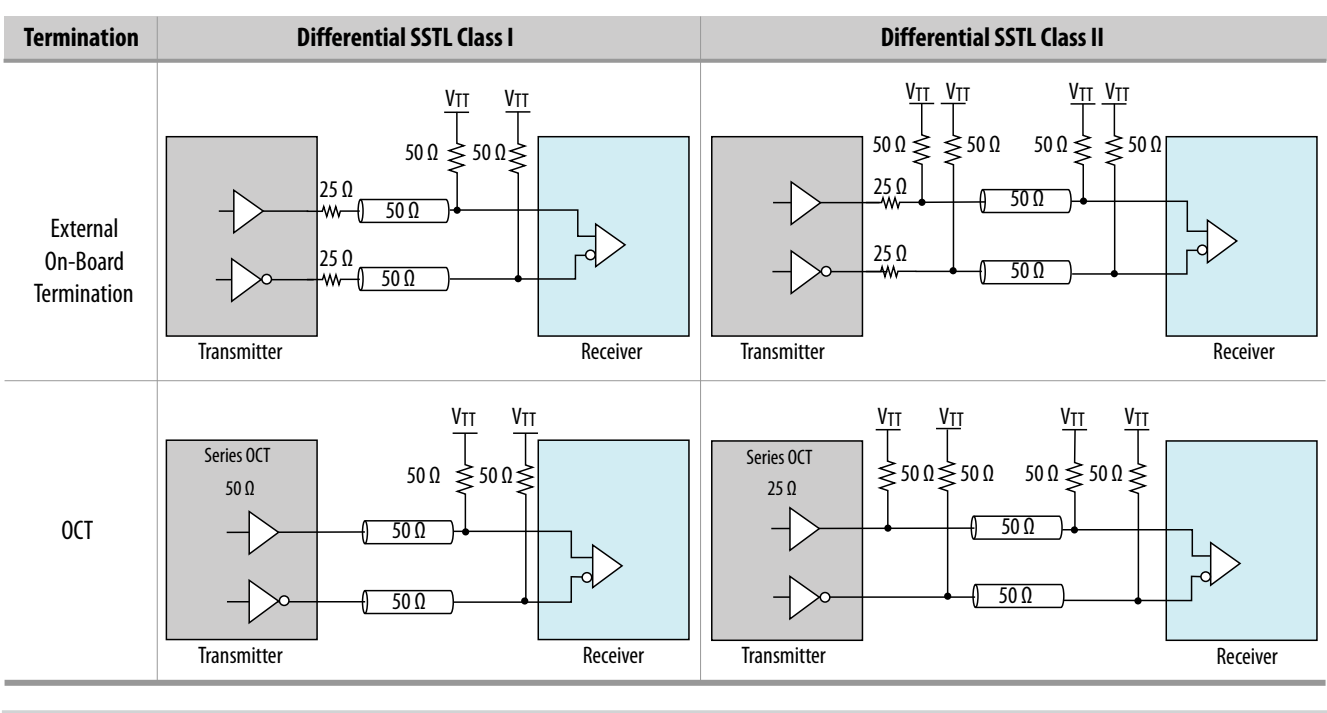 Termination
Differential SSTL Class I
Differential SSTL Class II
External
On-Board
Termination
VTT VTT
50 Ω 50 Ω
25 Ω
50 Ω
25 Ω
50 Ω
Transmitter
Receiver
VTT VTT VTT VTT
50 Ω 50 Ω 50 Ω 50 Ω
25 Ω
50 Ω
25 Ω
50 Ω
Transmitter
Receiver
OCT
VTT VTT
Series OCT
50 Ω
50 Ω 50 Ω
50 Ω
50 Ω
Transmitter
Receiver
VTT VTT VTT VTT
Series OCT
25 Ω
50 Ω 50 Ω 50 Ω 50 Ω
50 Ω
50 Ω
Transmitter
Receiver